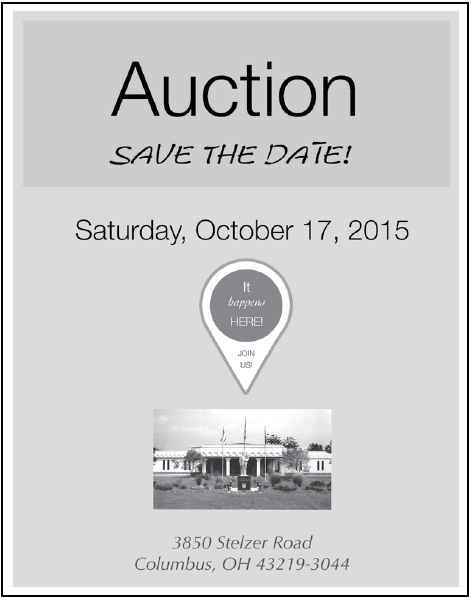 Auction
SAVE THE DATE!
Saturday, October 17, 2015
It
happens
HERE!
JOIN
US!
3850 Stelzer Road
Columbus, OH 43219-3044